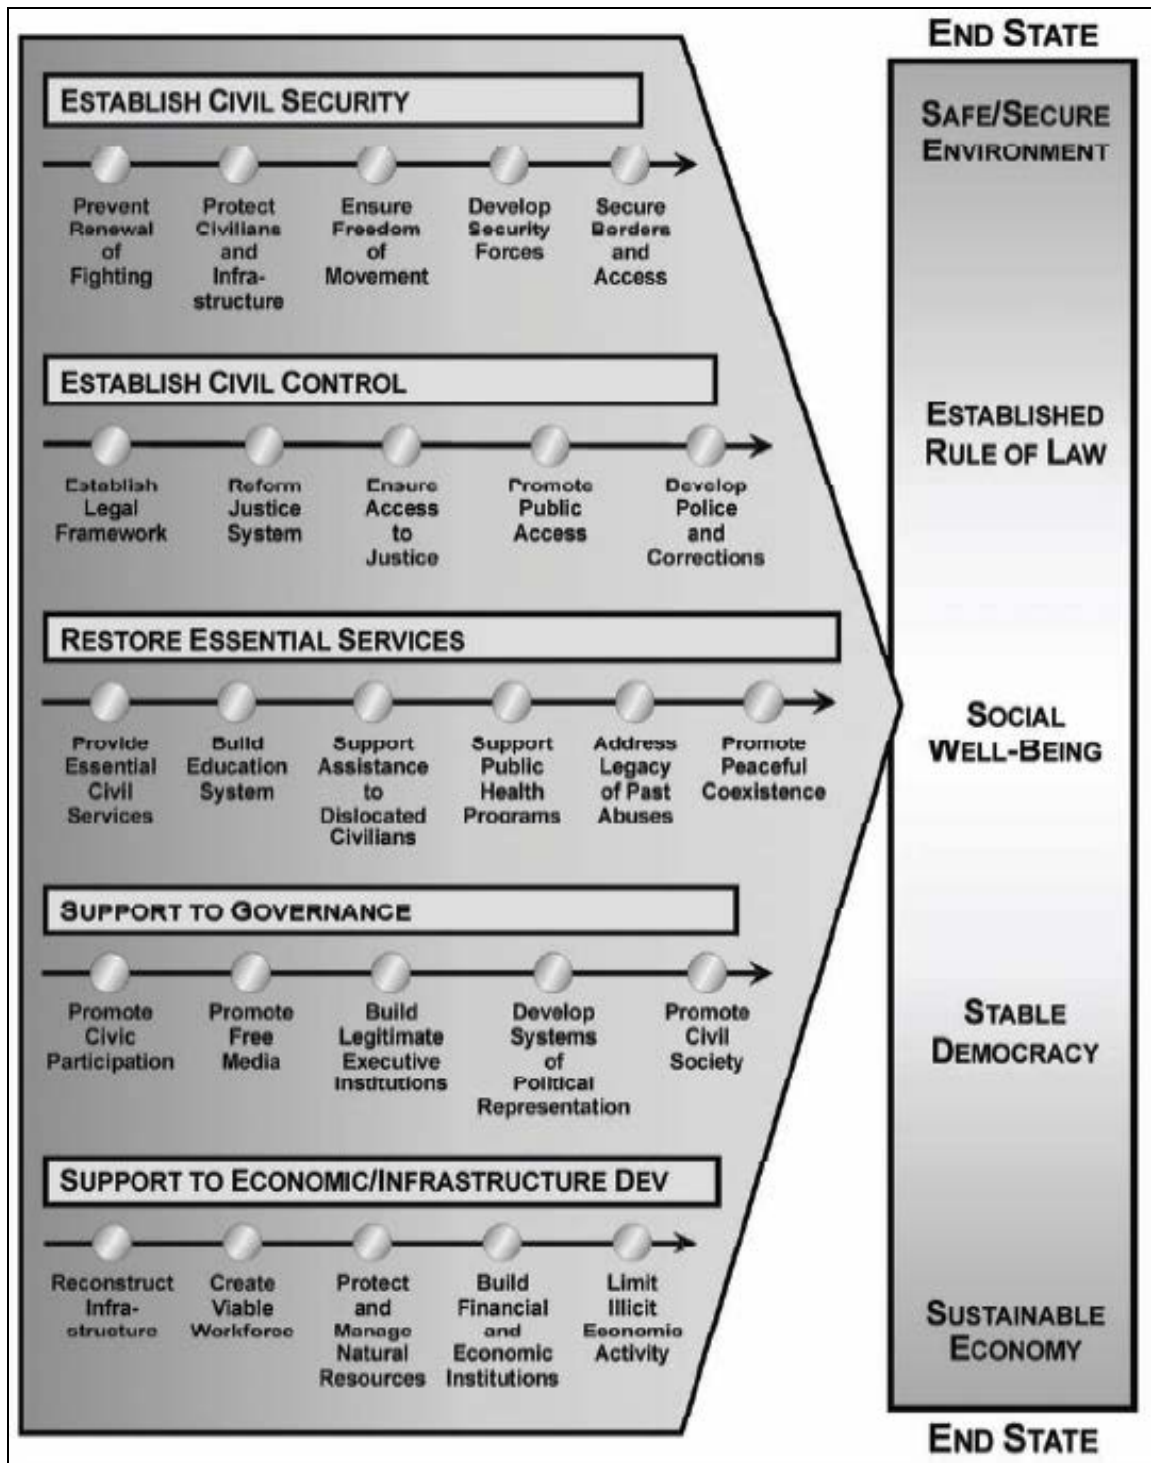 END STATE
ESTABLISH CIVIL SECURITY
Prevent
Renewal
of
Fighting
Protect
Civilians
and
Infra-
structure
Ensure
Freedom
of
Movement
Develop
Security
Forces
Secure
Borders
and
Access
SAFE/SECURE
ENVIRONMENT
ESTABLISH CIVIL CONTROL
Establish
Legal
Framework
Reform
Justice
System
Ensure
Access
to
Justice
Promote
Public
Access
Develop
Police
and
Corrections
ESTABLISHED
RULE OF LAW
RESTORE ESSENTIAL SERVICES
Provide
Essential
Civil
Services
Build
Education
System
Support
Assistance
to
Dislocated
Civilians
Support
Public
Health
Programs
Address
Legacy
of Past
Abuses
Promote
Peaceful
Coexistence
SOCIAL
WELL-BEING
SUPPORT TO GOVERNANCE
Promote
Civic
Participation
Promote
Free
Media
Build
Legitimate
Executive
Institutions
Develop
Systems
of
Political
Representation
Promote
Civil
Society
STABLE
DEMOCRACY
SUPPORT TO ECONOMIC/INFRASTRUCTURE DEV
Reconstruct
Infra-
structure
Create
Viable
Workforce
Protect
and
Manage
Natural
Resources
Build
Financial
and
Economic
Institutions
Limit
Illicit
Economic
Activity
SUSTAINABLE
ECONOMY
END STATE